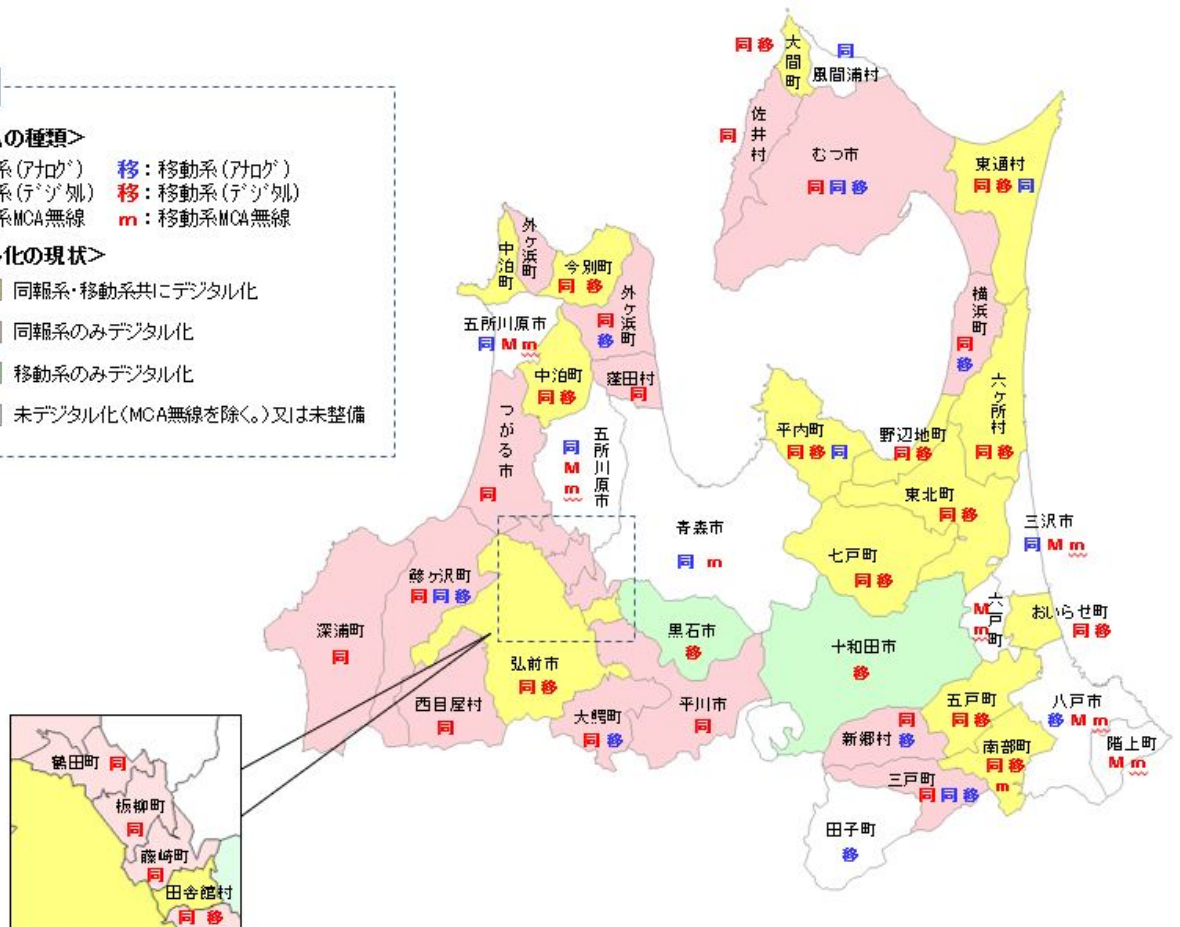 の種類>
系(アナログ) 移:移動系(アナログ)
系(デジタル) 移:移動系(デジタル)
系MCA無線 m:移動系MCA無線
化の現状>
同報系・移動系共にデジタル化
同報系のみデジタル化
移動系のみデジタル化
未デジタル化(MCA無線を除く。)又は未整備
同 移
大間町
同
風間浦村
佐井村
同
むつ市
同 同 移
東通村
同 移 同
中泊町
外ヶ浜町
今別町
同 移
外ヶ浜町
同
移
五所川原市
同 M m
中泊町
同 移
蓬田村
同
横浜町
同
移
六ヶ所村
同 移
つがる市
同
五所川原市
同
M
m
平内町
同 移 同
野辺地町
同 移
東北町
同 移
青森市
同 m
七戸町
同 移
三沢市
同 M m
鰺ヶ沢町
同 同 移
深浦町
同
弘前市
同 移
西目屋村
同
黒石市
移
十和田市
移
六戸町
M
m
おいらせ町
同 移
大鰐町
同 移
平川市
同
五戸町
同 移
八戸市
移 M m
新郷村
同
移
南部町
同 移
m
階上町
M m
三戸町
同 同 移
田子町
移
鶴田町 同
板柳町
同
藤崎町
同
田舎館村
同 移